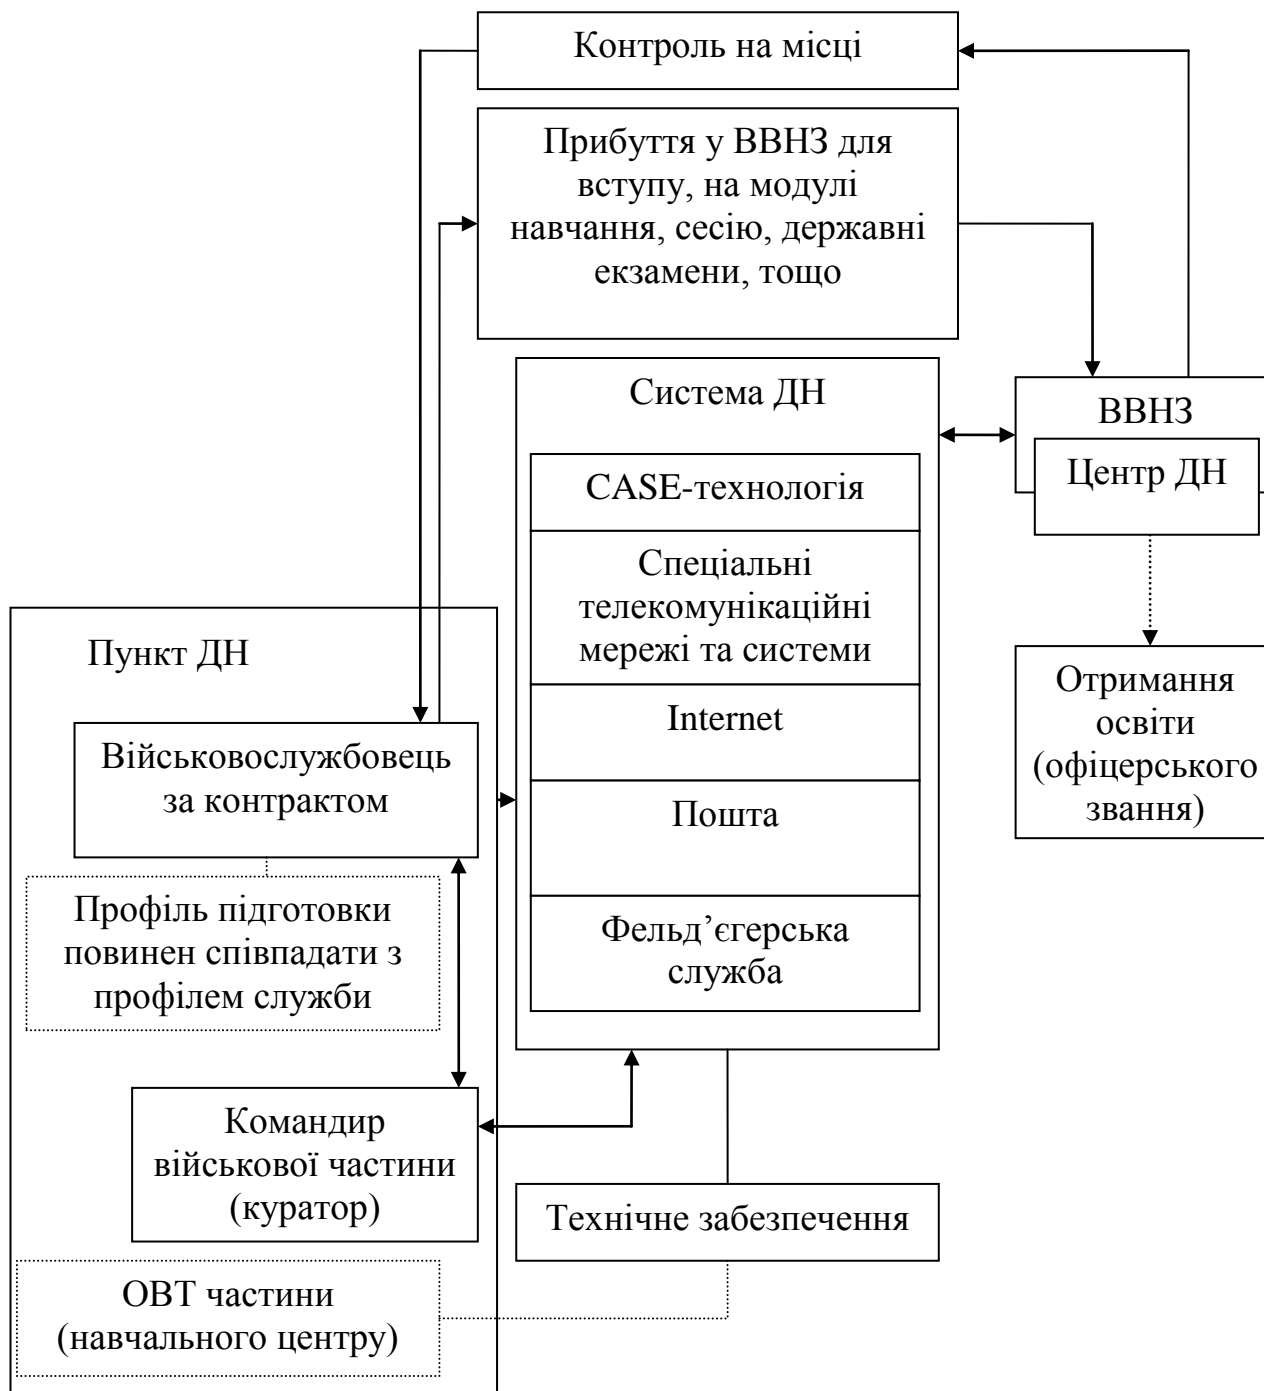 Контроль на місці
Прибуття у ВВНЗ для
вступу, на модулі
навчання, сесію, державні
екзамени, тощо
Система ДН
CASE-технологія
Спеціальні
телекомунікаційні
мережі та системи
Internet
Пошта
Фельд’єгерська
служба
ВВНЗ
Центр ДН
Отримання
освіти
(офіцерського
звання)
Пункт ДН
Військовослужбовець
за контрактом
Профіль підготовки
повинен співпадати з
профілем служби
Командир
військової частини
(куратор)
Технічне забезпечення
ОВТ частини
(навчального центру)